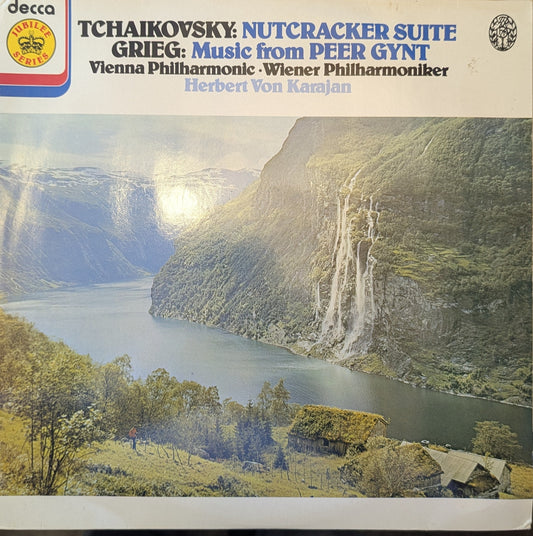 decca
JUBILEE
SERIES
TCHAIKOVSKY: NUTCRACKER SUITE
GRIEG: Music from PEER GYNT
Vienna Philharmonic · Wiener Philharmoniker
Herbert Von Karajan